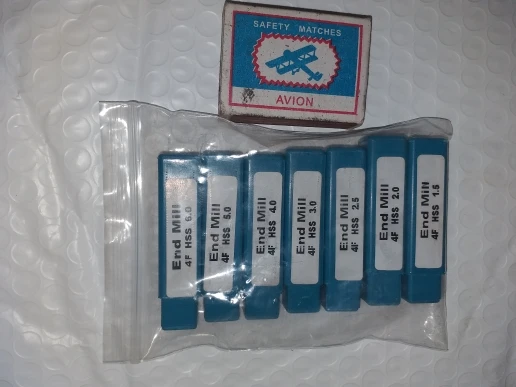 SAFETY MATCHES
AVION
End Mill
4F HSS 6.0
End Mill
4F HSS 5.0
End Mill
4F HSS 4.0
End Mill
4F HSS 3.0
End Mill
4F HSS 2.5
End Mill
4F HSS 2.0
End Mill
4F HSS 1.5